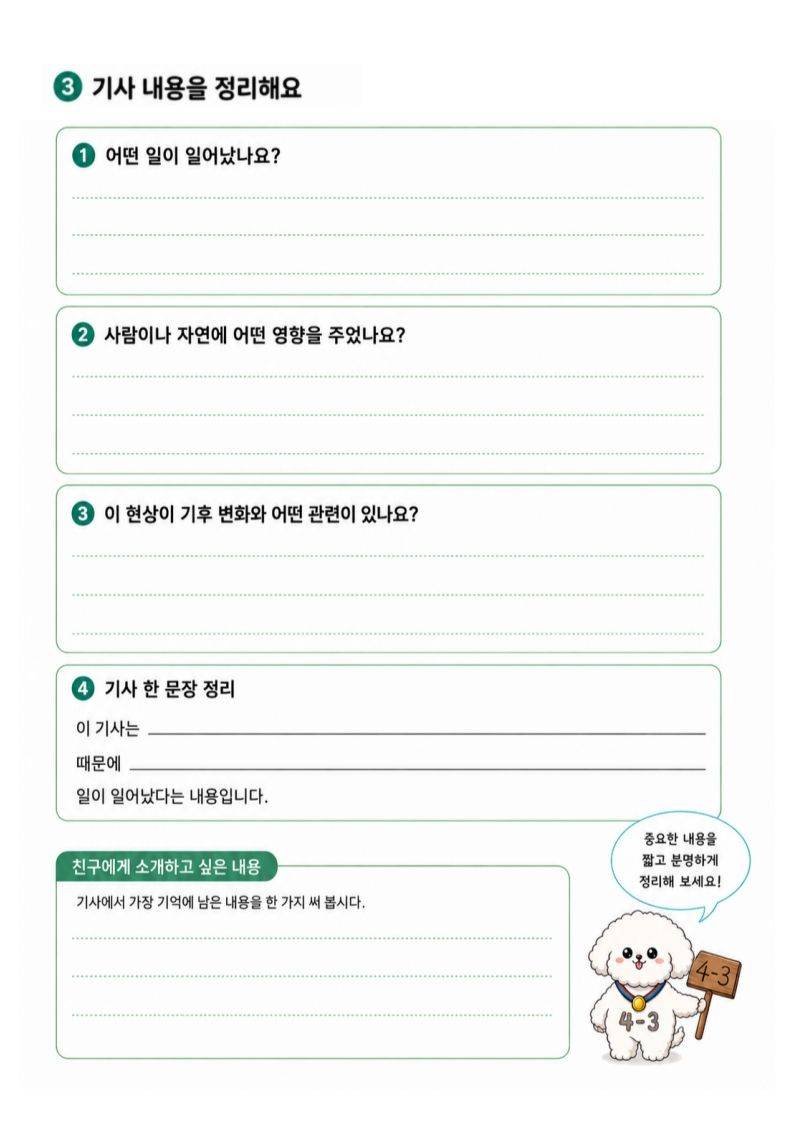 3 기사 내용을 정리해요
1 어떤 일이 일어났나요?
2 사람이나 자연에 어떤 영향을 주었나요?
3 이 현상이 기후 변화와 어떤 관련이 있나요?
4 기사 한 문장 정리
이 기사는
때문에
일이 일어났다는 내용입니다.
친구에게 소개하고 싶은 내용
기사에서 가장 기억에 남은 내용을 한 가지 써 봅시다.
중요한 내용을
짧고 분명하게
정리해 보세요!
4-3
4-3